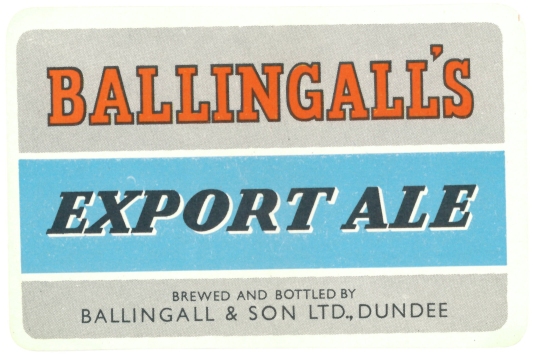 BALLINGALL'S
EXPORT ALE
BREWED AND BOTTLED BY
BALLINGALL & SON LTD., DUNDEE